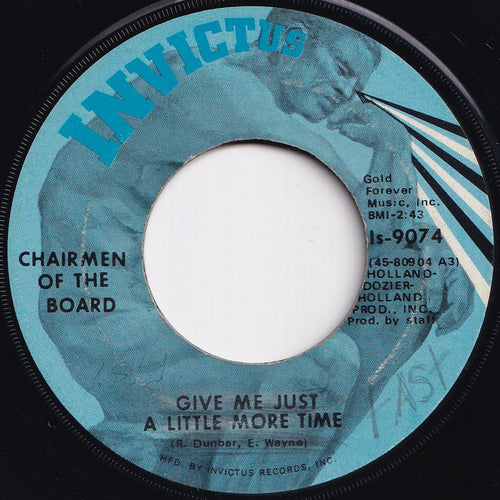 INVICTUS
Gold
Forever
Music, Inc.
BMI-2:43
Is-9074
(45-80904 A3)
HOLLAND-
DOZIER-
HOLLAND
PROD., INC.
Prod. by staff
CHAIRMEN
OF THE
BOARD
FAST
GIVE ME JUST
A LITTLE MORE TIME
(R. Dunbar, E. Wayne)
MFD. BY INVICTUS RECORDS, INC.